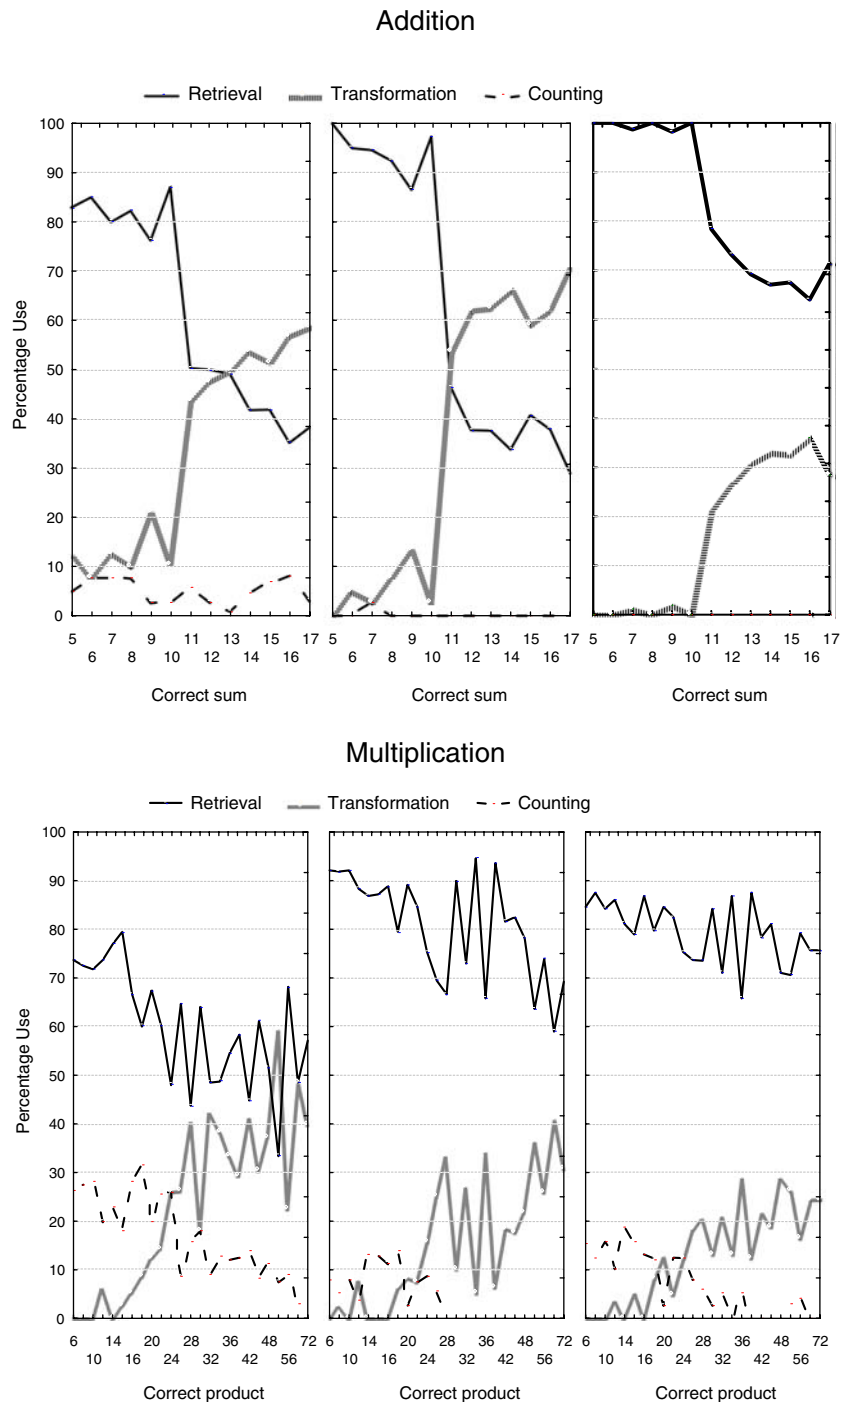 Addition
Retrieval Transformation Counting
100
90
80
70
60
50
40
30
20
10
0
Percentage Use
5 7 9 11 13 15 17 5 7 9 11 13 15 17 5 7 9 11 13 15 17
6 8 10 12 14 16 6 8 10 12 14 16 6 8 10 12 14 16
Correct sum Correct sum Correct sum
Multiplication
Retrieval Transformation Counting
100
90
80
70
60
50
40
30
20
10
0
Percentage Use
6 14 20 28 36 48 72 6 14 20 28 36 48 72 6 14 20 28 36 48 72
10 16 24 32 42 56 10 16 24 32 42 56 10 16 24 32 42 56
Correct product Correct product Correct product